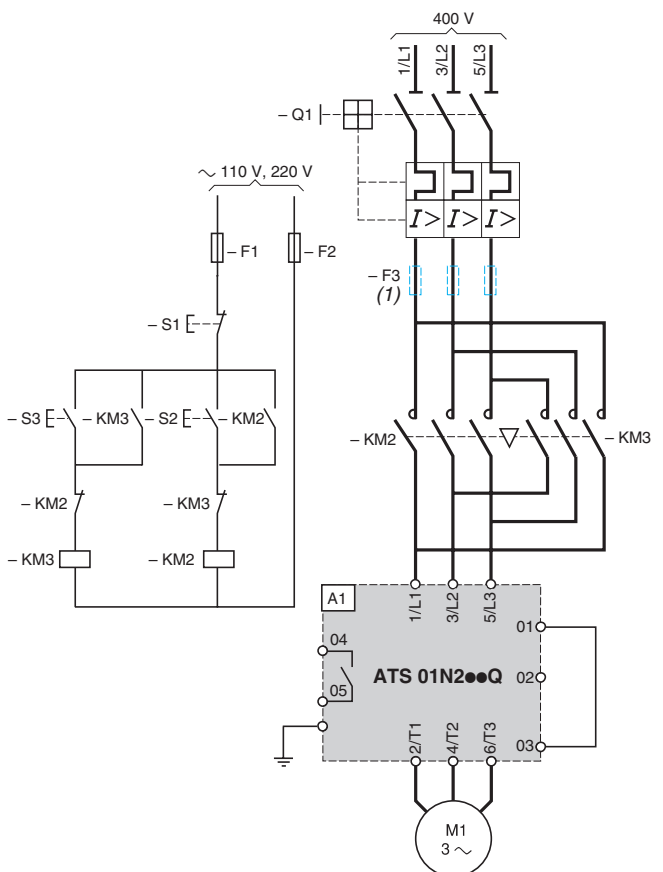 400 V
1/L1
3/L2
5/L3
– Q1
∼ 110 V, 220 V
I> I> I>
– F1
– F2
– F3
(1)
– S1
– S3
– KM3
– S2
– KM2
– KM2
– KM3
– KM2
– KM3
– KM3
– KM2
A1
1/L1
3/L2
5/L3
01
04
ATS 01N2●●Q
02
05
03
2/T1
4/T2
6/T3
M1
3 ∼